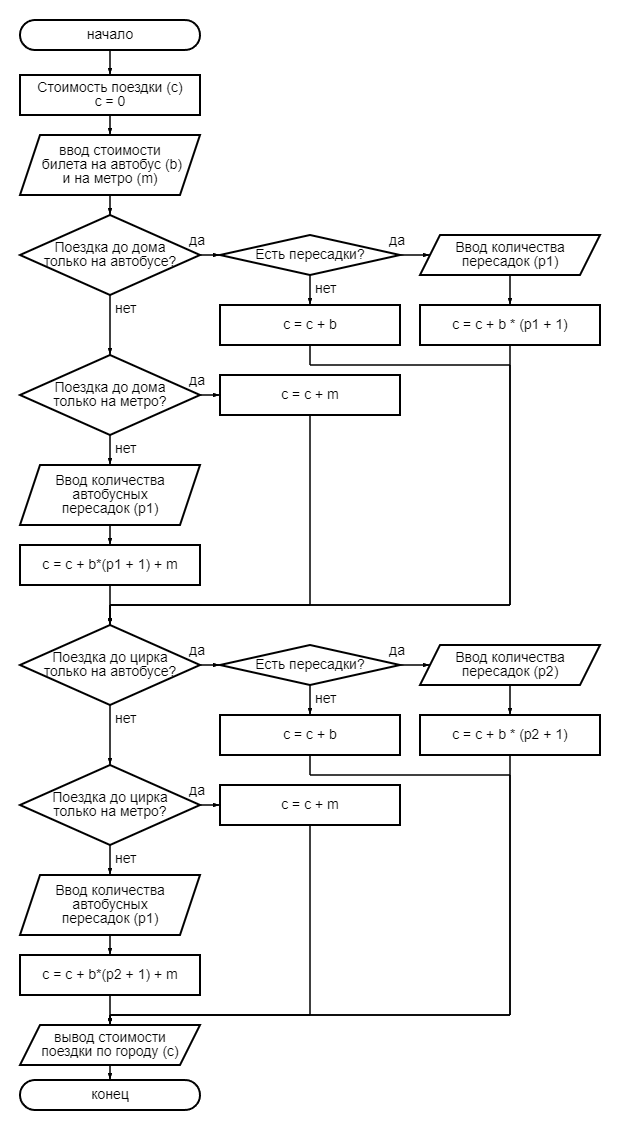 начало
Стоимость поездки (c)
c = 0
ввод стоимости
билета на автобус (b)
и на метро (m)
Поездка до дома
только на автобусе?
да
Есть пересадки?
да
Ввод количества
пересадок (p1)
нет
нет
c = c + b
c = c + b * (p1 + 1)
Поездка до дома
только на метро?
да
c = c + m
нет
Ввод количества
автобусных
пересадок (p1)
c = c + b*(p1 + 1) + m
Поездка до цирка
только на автобусе?
да
Есть пересадки?
да
Ввод количества
пересадок (p2)
нет
нет
c = c + b
c = c + b * (p2 + 1)
Поездка до цирка
только на метро?
да
c = c + m
нет
Ввод количества
автобусных
пересадок (p1)
c = c + b*(p2 + 1) + m
вывод стоимости
поездки по городу (c)
конец